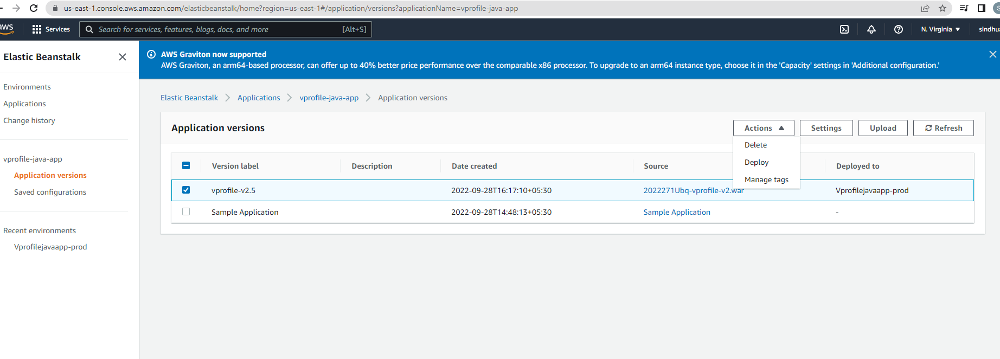 us-east-1.console.aws.amazon.com/elasticbeanstalk/home?region=us-east-1#/application/versions?applicationName=vprofile-java-app
aws Services Search for services, features, blogs, docs, and more [Alt+S] N. Virginia
Elastic Beanstalk
AWS Graviton now supported
AWS Graviton, an arm64-based processor, can offer up to 40% better price performance over the comparable x86 processor. To upgrade to an arm64 instance type, choose it in the 'Capacity' settings in 'Additional configuration.'
Environments
Applications
Change history
vprofile-java-app
Application versions
Saved configurations
Recent environments
Vprofilejavaapp-prod
Elastic Beanstalk Applications vprofile-java-app Application versions
Application versions
Actions Settings Upload Refresh
Delete
Deploy
Manage tags
Version label Description Date created Source Deployed to
vprofile-v2.5 2022-09-28T16:17:10+05:30 2022271Ubq-vprofile-v2.war Vprofilejavaapp-prod
Sample Application 2022-09-28T14:48:13+05:30 Sample Application -